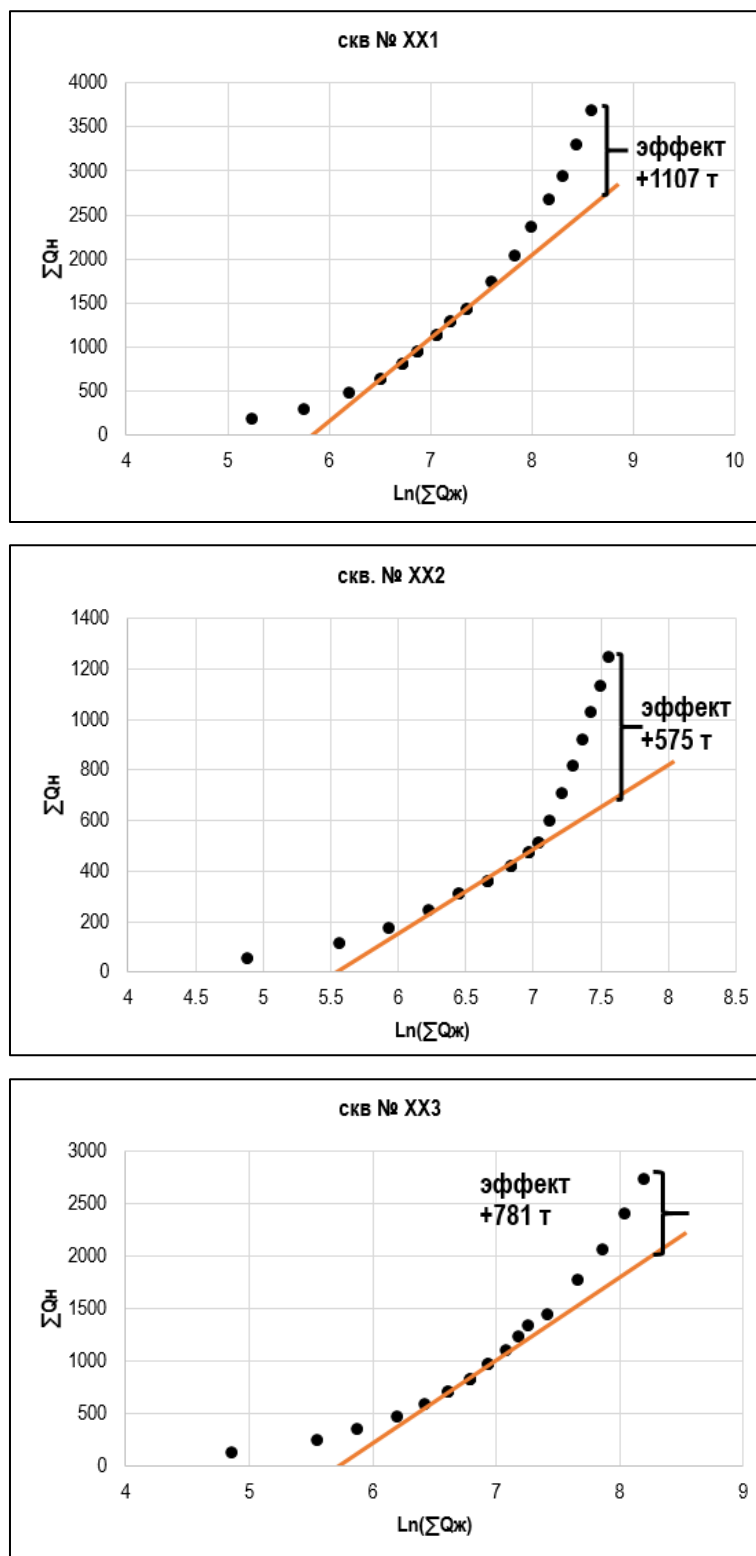 скв № XX1
4000
3500
3000
2500
2000
1500
1000
500
0
∑Qн
эффект
+1107 т
4 5 6 7 8 9 10
Ln(∑Qж)
скв. № XX2
1400
1200
1000
800
600
400
200
0
∑Qн
эффект
+575 т
4 4.5 5 5.5 6 6.5 7 7.5 8 8.5
Ln(∑Qж)
скв № XX3
3000
2500
2000
1500
1000
500
0
∑Qн
эффект
+781 т
4 5 6 7 8 9
Ln(∑Qж)